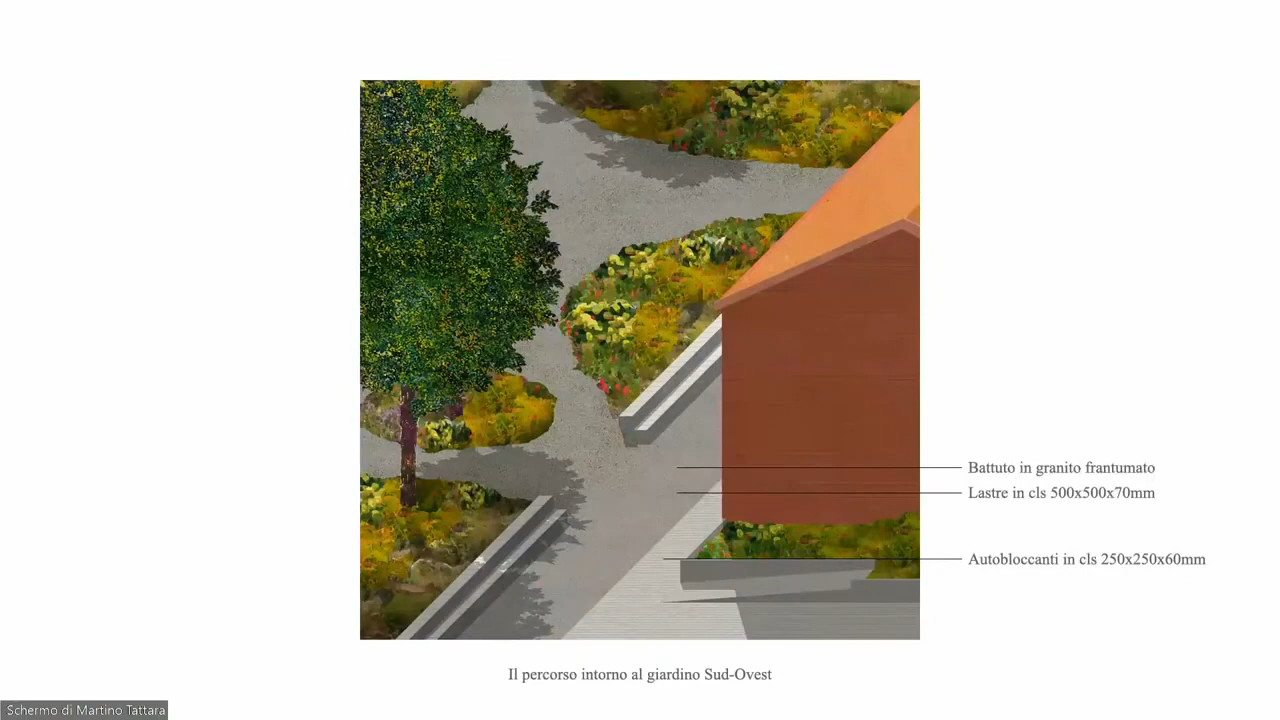 Battuto in granito frantumato
Lastre in cls 500x500x70mm
Autobloccanti in cls 250x250x60mm
Il percorso intorno al giardino Sud-Ovest
Schermo di Martino Tattara